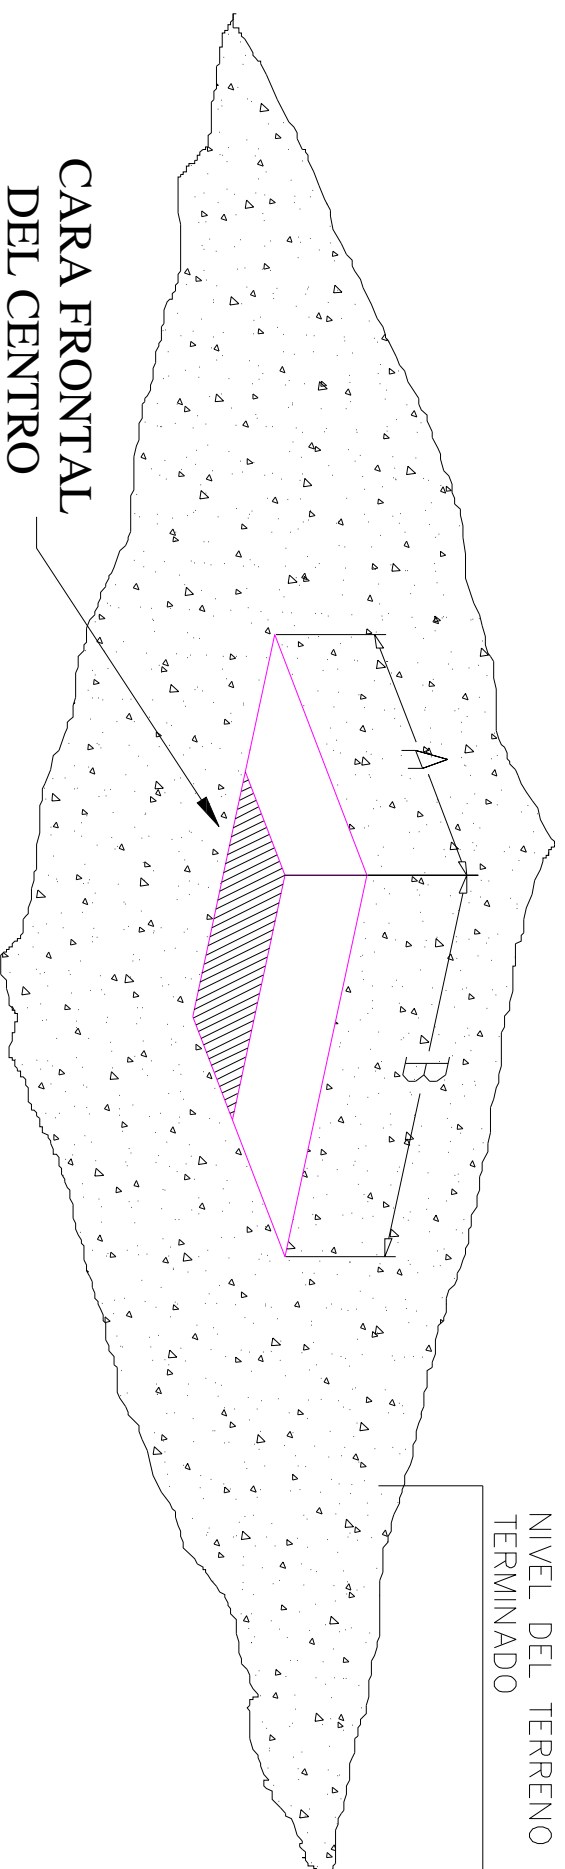 NIVEL DEL TERRENO
TERMINADO
A
B
CARA FRONTAL
DEL CENTRO